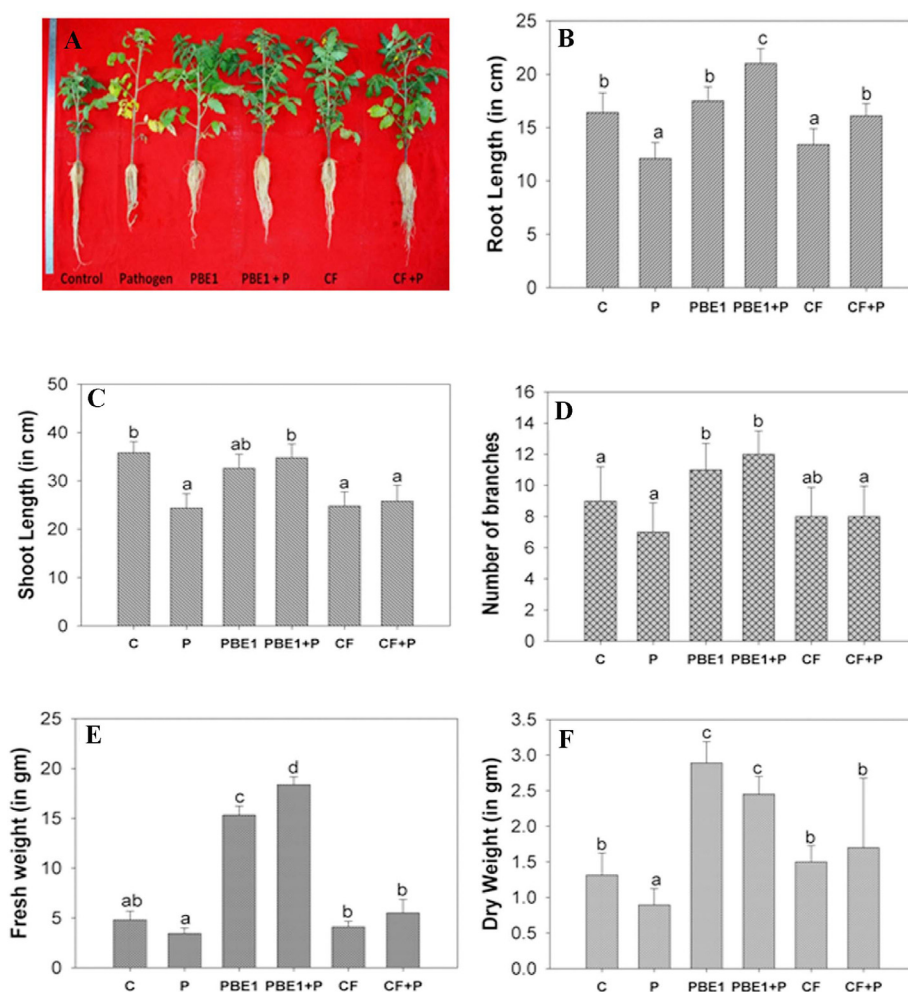 A
Control Pathogen PBE1 PBE1 + P CF CF +P
B
Root Length (in cm)
25
20
15
10
5
0
b a b c a b
C P PBE1 PBE1+P CF CF+P
C
Shoot Length (in cm)
50
40
30
20
10
0
b a ab b a a
C P PBE1 PBE1+P CF CF+P
D
Number of branches
16
14
12
10
8
6
4
2
0
a a b b ab a
C P PBE1 PBE1+P CF CF+P
E
Fresh weight (in gm)
25
20
15
10
5
0
ab a c d b b
C P PBE1 PBE1+P CF CF+P
F
Dry Weight (in gm)
3.5
3.0
2.5
2.0
1.5
1.0
0.5
0.0
b a c c b b
C P PBE1 PBE1+P CF CF+P